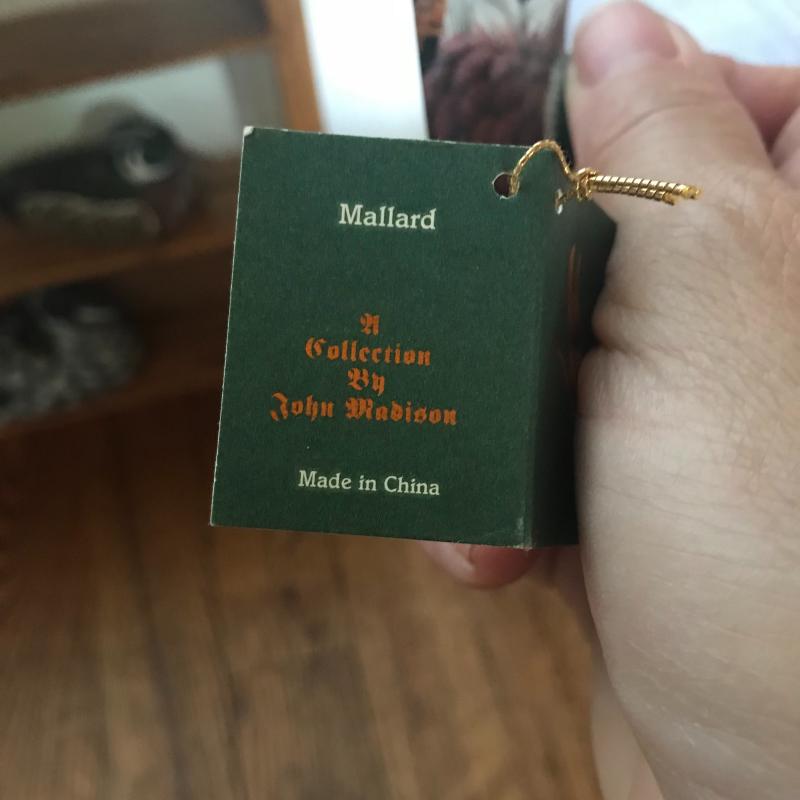 Mallard
A
Collection
By
John Madison
Made in China